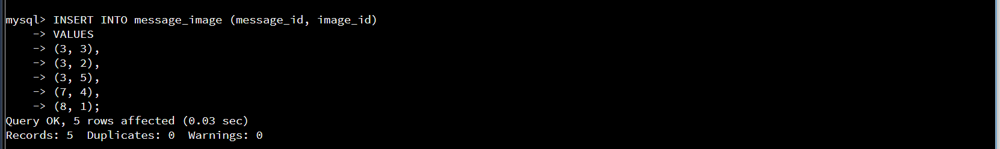 mysql> INSERT INTO message_image (message_id, image_id)
    -> VALUES
    -> (3, 3),
    -> (3, 2),
    -> (3, 5),
    -> (7, 4),
    -> (8, 1);
Query OK, 5 rows affected (0.03 sec)
Records: 5  Duplicates: 0  Warnings: 0